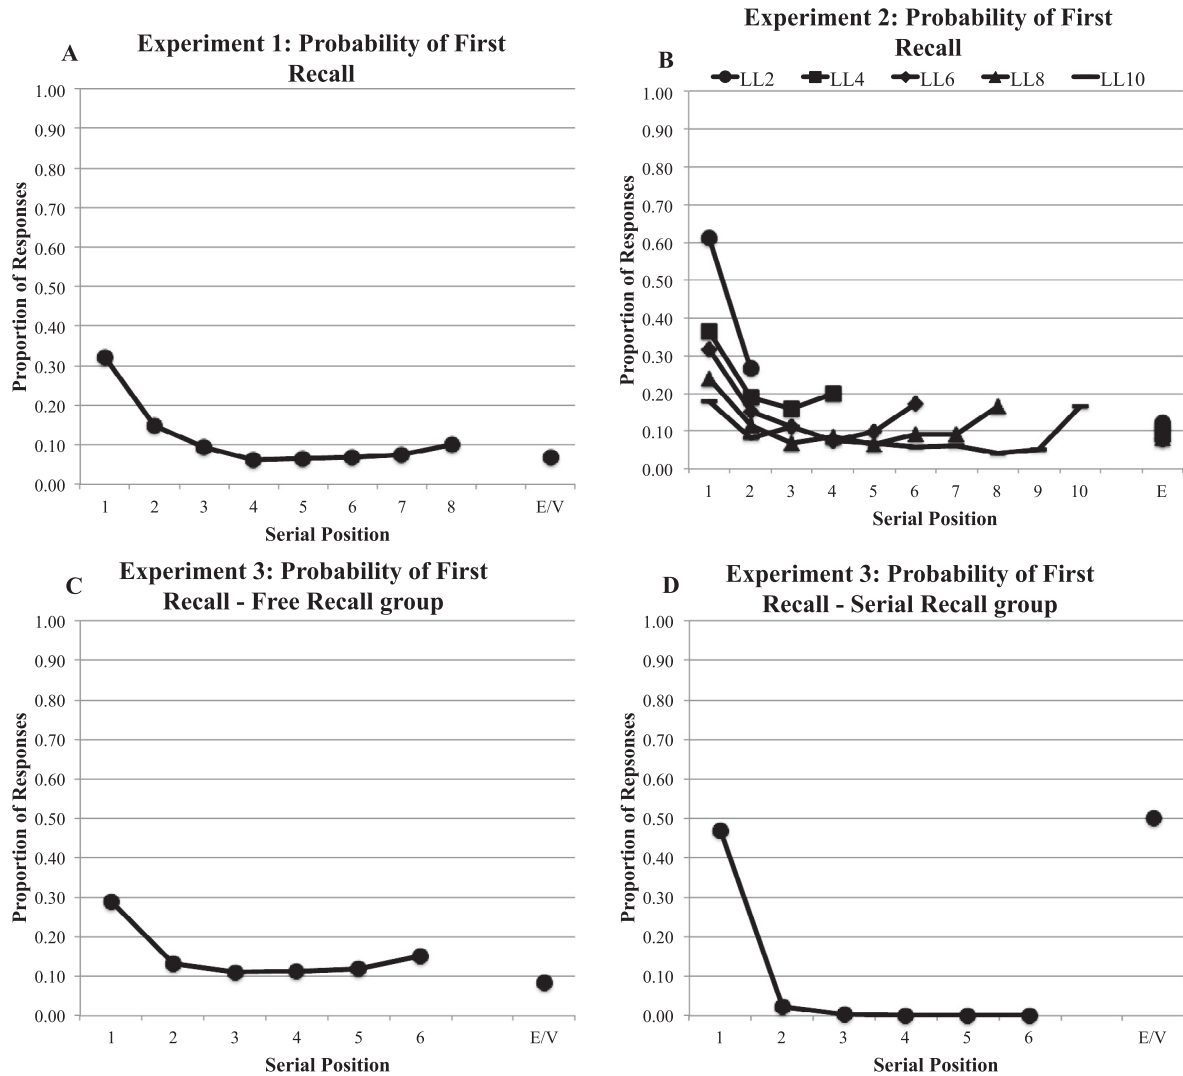 A
Experiment 1: Probability of First
Recall
Proportion of Responses
1.00
0.90
0.80
0.70
0.60
0.50
0.40
0.30
0.20
0.10
0.00
1 2 3 4 5 6 7 8 E/V
Serial Position
B
Experiment 2: Probability of First
Recall
LL2 LL4 LL6 LL8 LL10
Proportion of Responses
1.00
0.90
0.80
0.70
0.60
0.50
0.40
0.30
0.20
0.10
0.00
1 2 3 4 5 6 7 8 9 10 E
Serial Position
C
Experiment 3: Probability of First
Recall - Free Recall group
Proportion of Responses
1.00
0.90
0.80
0.70
0.60
0.50
0.40
0.30
0.20
0.10
0.00
1 2 3 4 5 6 E/V
Serial Position
D
Experiment 3: Probability of First
Recall - Serial Recall group
Proportion of Repsonses
1.00
0.90
0.80
0.70
0.60
0.50
0.40
0.30
0.20
0.10
0.00
1 2 3 4 5 6 E/V
Serial Position